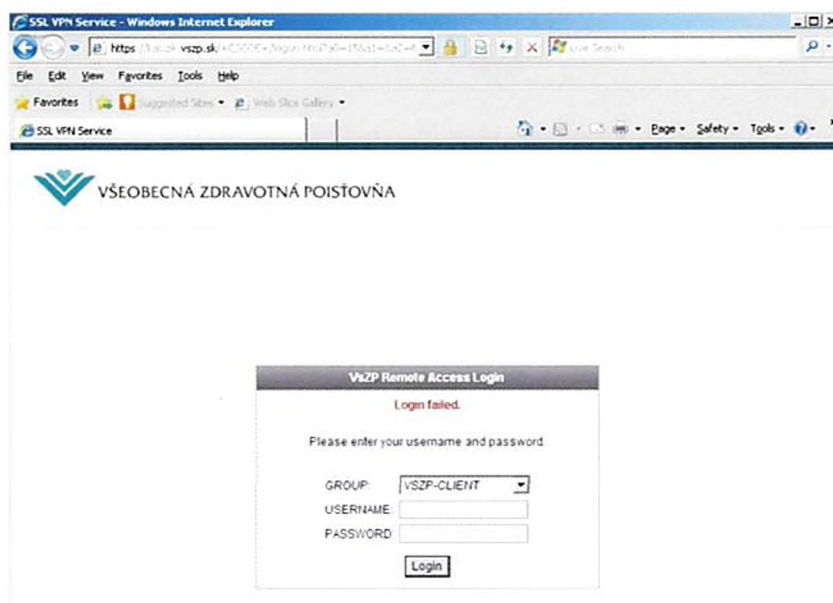 SSL VPN Service - Windows Internet Explorer
https vszp.sk
Live Search
File Edit View Favorites Tools Help
Favorites Suggested Sites Web Slice Gallery
SSL VPN Service
Page Safety Tools
VŠEOBECNÁ ZDRAVOTNÁ POISŤOVŇA
VsZP Remote Access Login
Login failed.
Please enter your username and password.
GROUP: VSZP-CLIENT
USERNAME:
PASSWORD:
Login